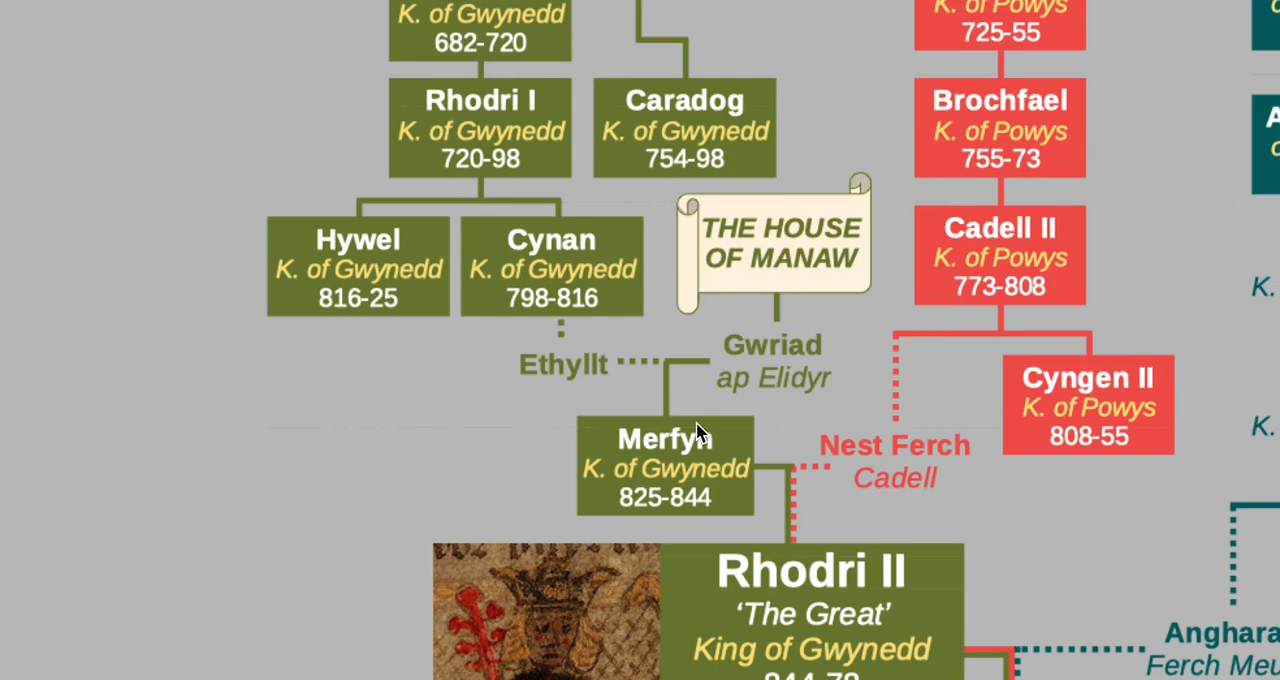 K. of Gwynedd
682-720
K. of Powys
725-55
Rhodri I
K. of Gwynedd
720-98
Caradog
K. of Gwynedd
754-98
Brochfael
K. of Powys
755-73
Hywel
K. of Gwynedd
816-25
Cynan
K. of Gwynedd
798-816
THE HOUSE
OF MANAW
Cadell II
K. of Powys
773-808
K.
Ethyllt
Gwriad
ap Elidyr
Cyngen II
K. of Powys
808-55
K.
Merfyn
K. of Gwynedd
825-844
Nest Ferch
Cadell
Rhodri II
‘The Great’
King of Gwynedd
Anghara
Ferch Meu